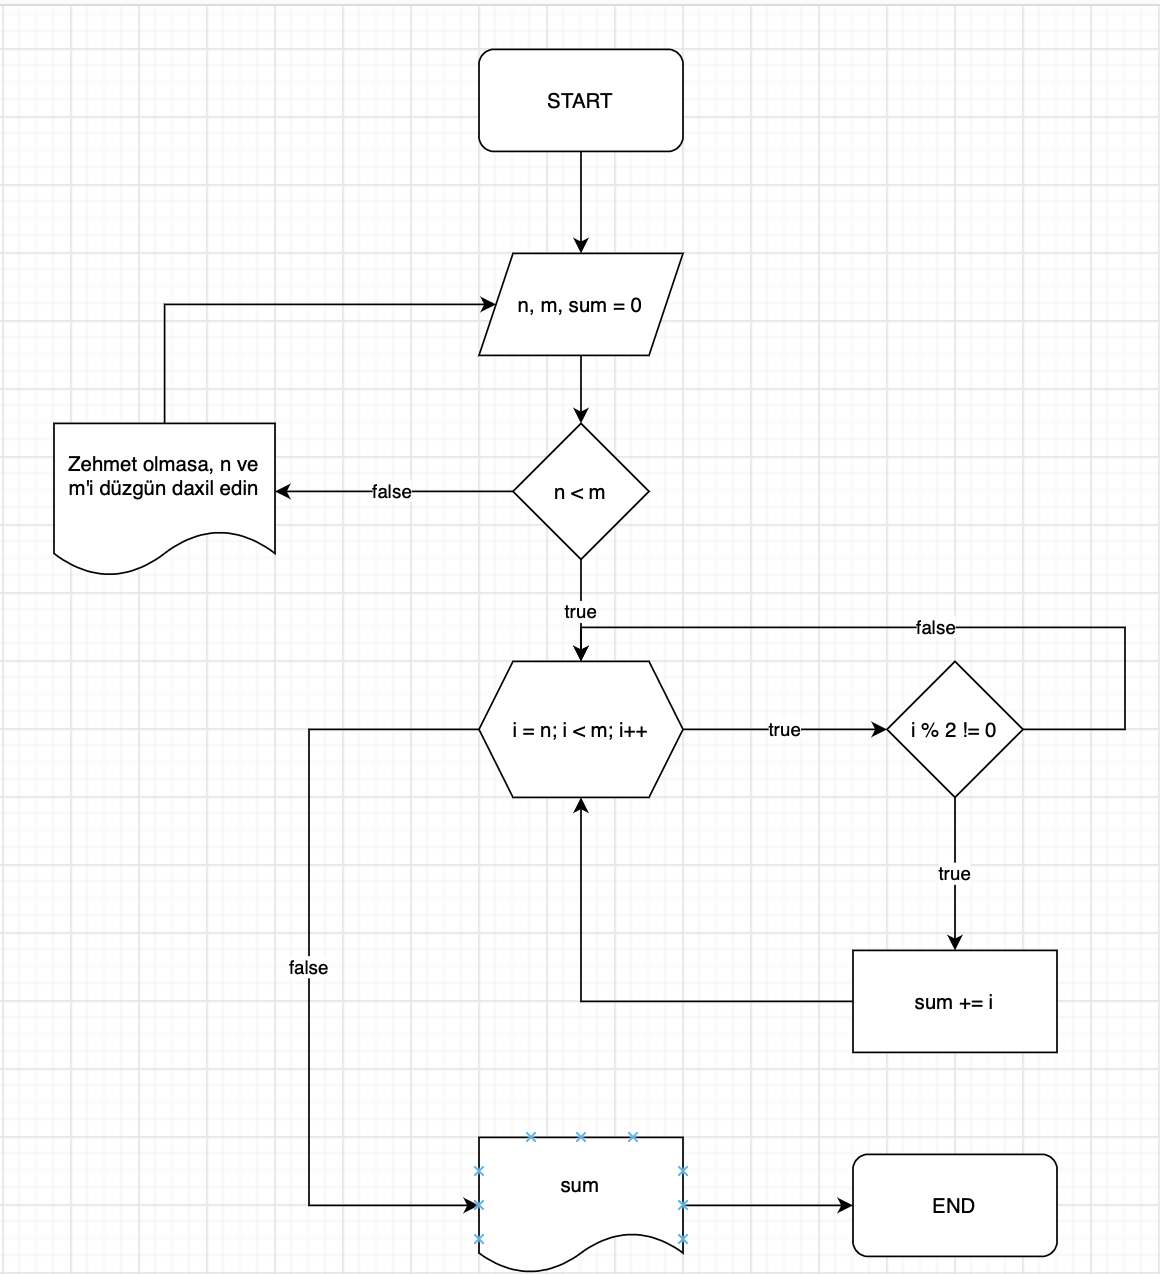 START
n, m, sum = 0
Zehmet olmasa, n ve
m'i düzgün daxil edin
false
n < m
true
false
i = n; i < m; i++
true
i % 2 != 0
true
false
sum += i
sum
END